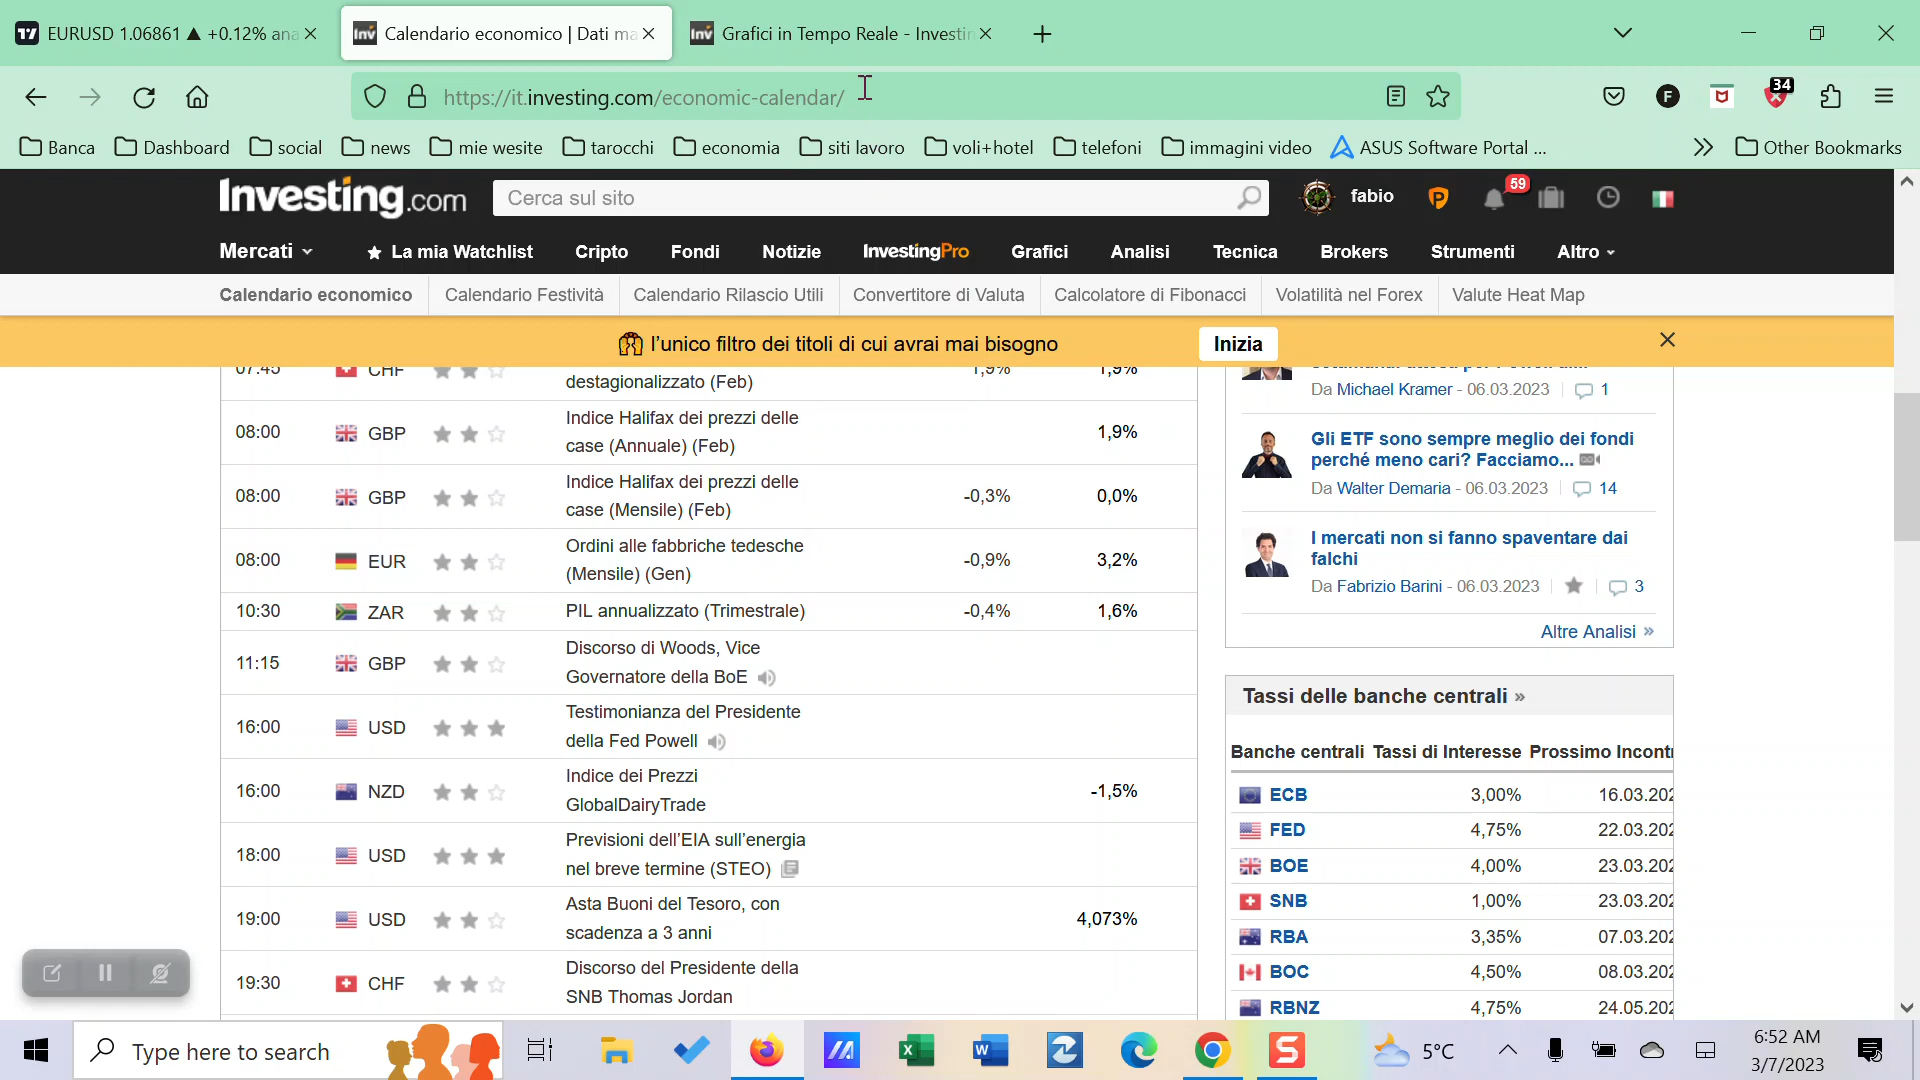 EURUSD 1.06861 ▲ +0.12%
Calendario economico | Dati
Grafici in Tempo Reale - Investin
https://it.investing.com/economic-calendar/
34
Banca Dashboard social news mie wesite tarocchi economia siti lavoro voli+hotel telefoni immagini video ASUS Software Portal ... Other Bookmarks
Investing.com Cerca sul sito fabio 59
Mercati La mia Watchlist Cripto Fondi Notizie InvestingPro Grafici Analisi Tecnica Brokers Strumenti Altro
Calendario economico Calendario Festività Calendario Rilascio Utili Convertitore di Valuta Calcolatore di Fibonacci Volatilità nel Forex Valute Heat Map
l'unico filtro dei titoli di cui avrai mai bisogno Inizia
07:45 CHF 1,9% 1,9%
destagionalizzato (Feb)
08:00 GBP Indice Halifax dei prezzi delle
case (Annuale) (Feb) 1,9%
08:00 GBP Indice Halifax dei prezzi delle
case (Mensile) (Feb) -0,3% 0,0%
08:00 EUR Ordini alle fabbriche tedesche
(Mensile) (Gen) -0,9% 3,2%
10:30 ZAR PIL annualizzato (Trimestrale) -0,4% 1,6%
11:15 GBP Discorso di Woods, Vice
Governatore della BoE
16:00 USD Testimonianza del Presidente
della Fed Powell
16:00 NZD Indice dei Prezzi
GlobalDairyTrade -1,5%
18:00 USD Previsioni dell'EIA sull'energia
nel breve termine (STEO)
19:00 USD Asta Buoni del Tesoro, con
scadenza a 3 anni 4,073%
19:30 CHF Discorso del Presidente della
SNB Thomas Jordan
Da Michael Kramer - 06.03.2023 1
Gli ETF sono sempre meglio dei fondi
perché meno cari? Facciamo...
Da Walter Demaria - 06.03.2023 14
I mercati non si fanno spaventare dai
falchi
Da Fabrizio Barini - 06.03.2023 3
Altre Analisi »
Tassi delle banche centrali »
Banche centrali Tassi di Interesse Prossimo Incont
ECB 3,00% 16.03.202
FED 4,75% 22.03.202
BOE 4,00% 23.03.202
SNB 1,00% 23.03.202
RBA 3,35% 07.03.202
BOC 4,50% 08.03.202
RBNZ 4,75% 24.05.202
Type here to search
5°C
6:52 AM
3/7/2023